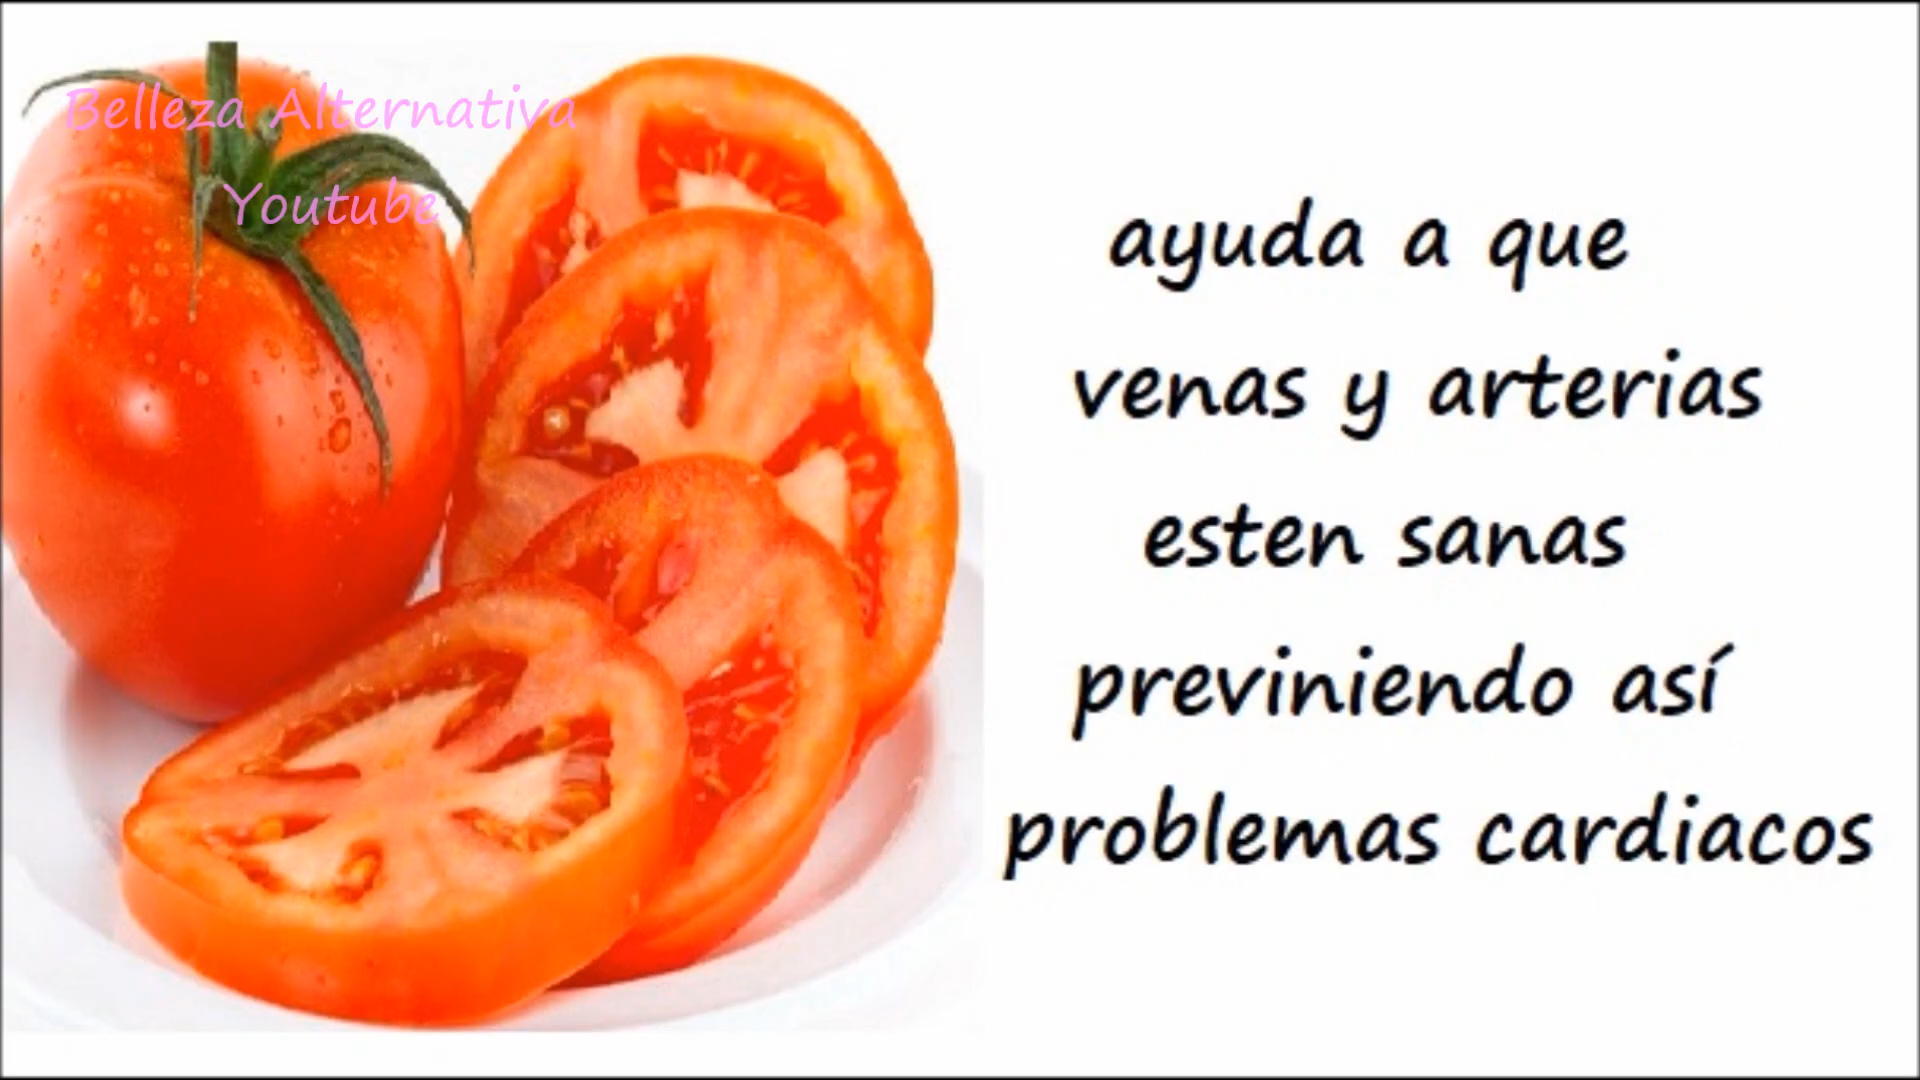 Belleza Alternativa
Youtube
ayuda a que
venas y arterias
esten sanas
previniendo así
problemas cardiacos